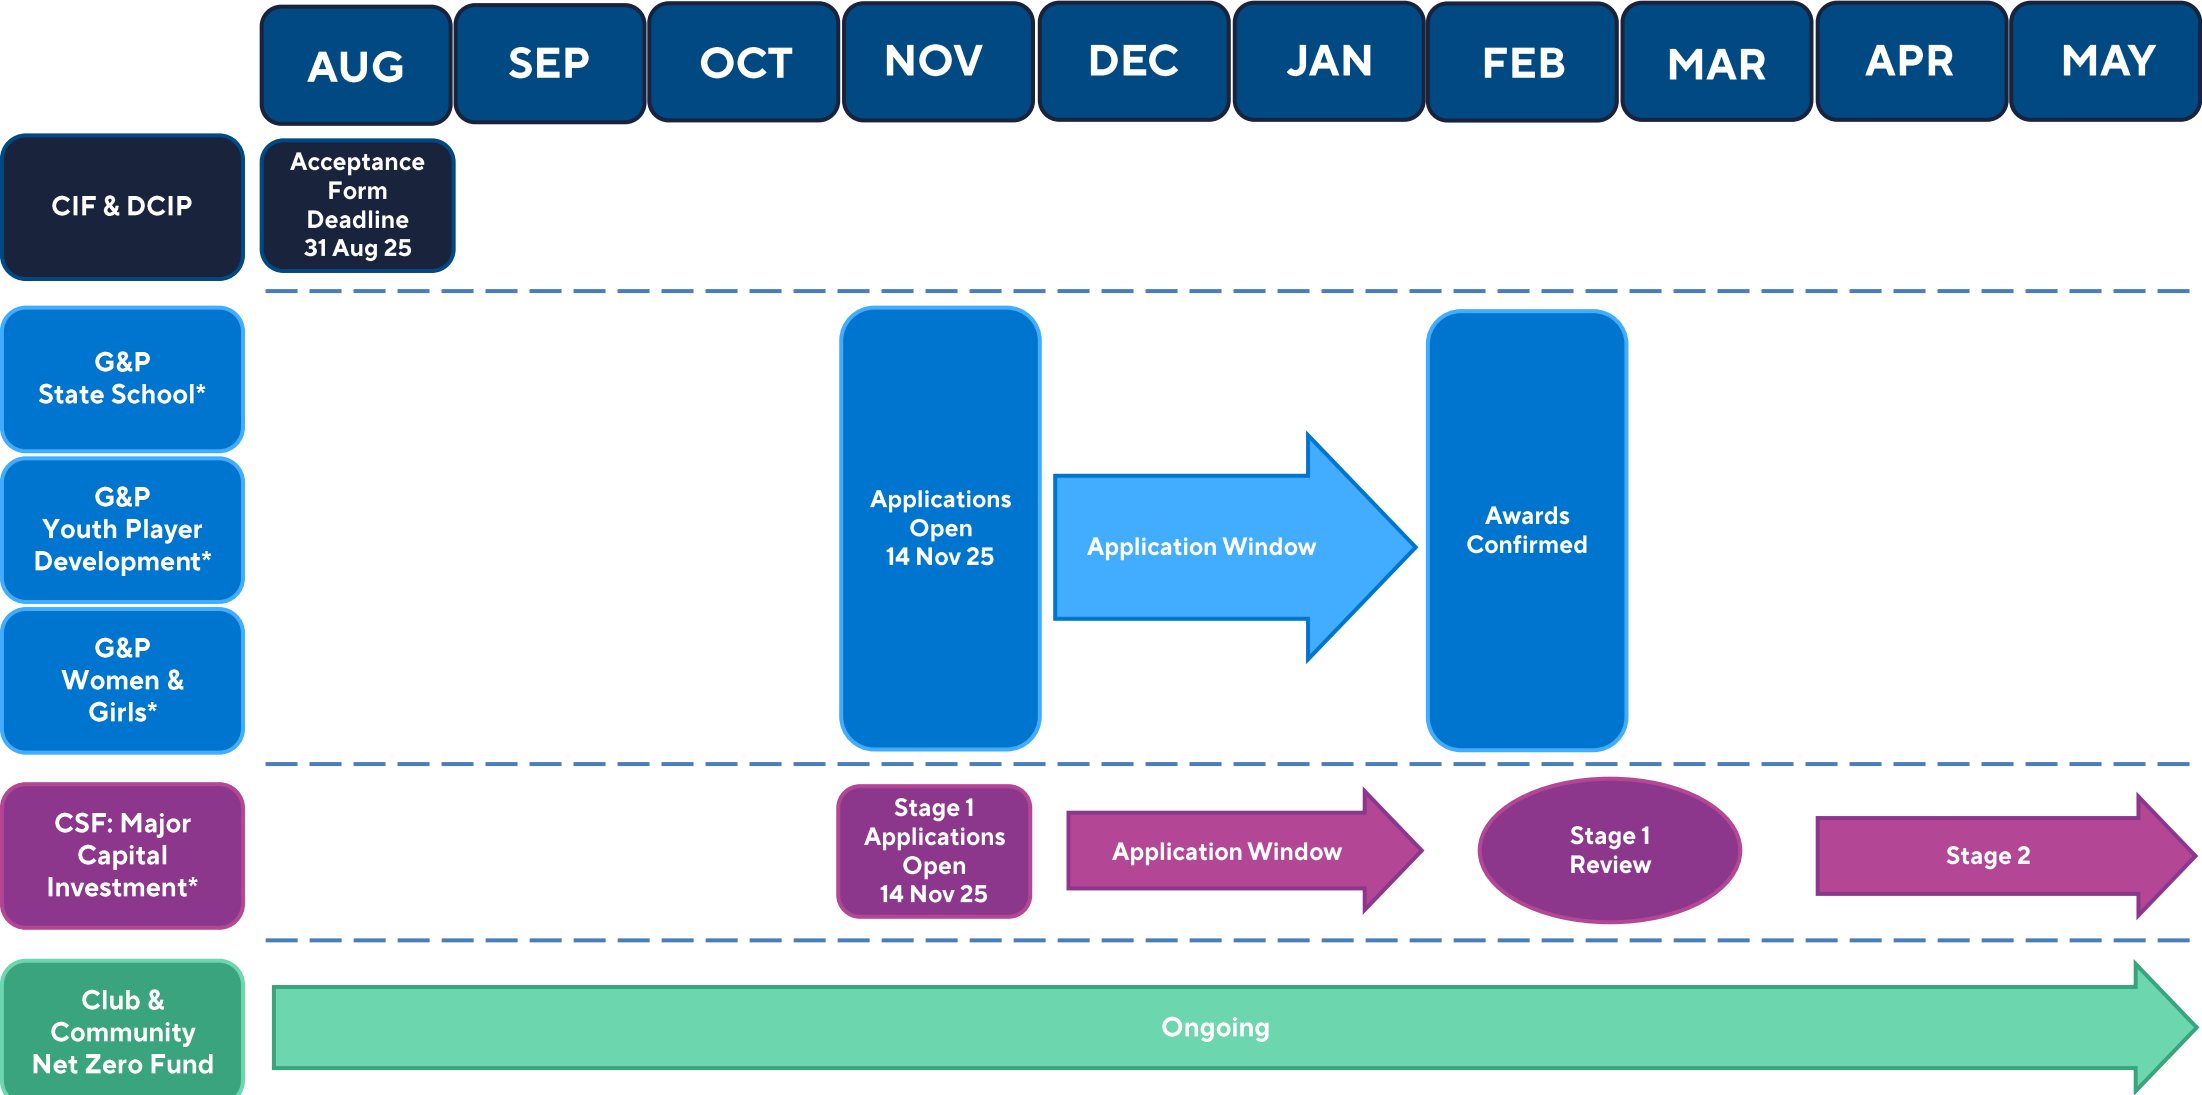 AUG SEP OCT NOV DEC JAN FEB MAR APR MAY
CIF & DCIP
Acceptance
Form
Deadline
31 Aug 25
G&P
State School*
G&P
Youth Player
Development*
G&P
Women &
Girls*
Applications
Open
14 Nov 25
Application Window
Awards
Confirmed
CSF: Major
Capital
Investment*
Stage 1
Applications
Open
14 Nov 25
Application Window
Stage 1
Review
Stage 2
Club &
Community
Net Zero Fund
Ongoing